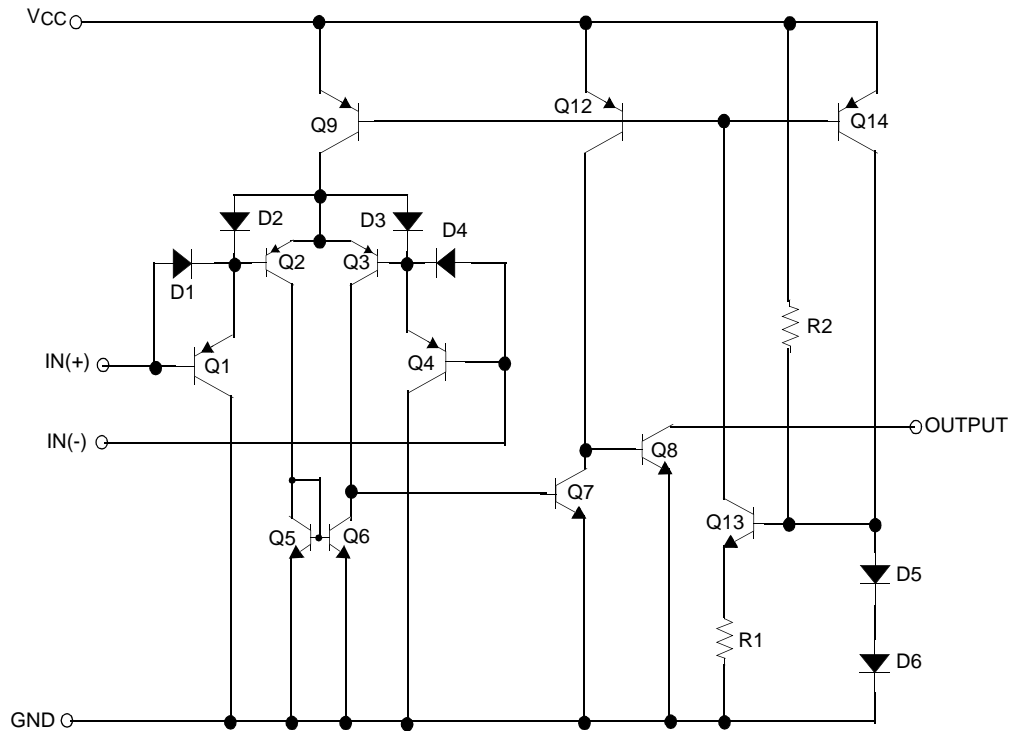 VCC
Q9
Q12
Q14
D2
D3
D4
Q2
Q3
D1
R2
IN(+)
Q1
Q4
IN(-)
OUTPUT
Q8
Q7
Q5
Q6
Q13
D5
R1
D6
GND